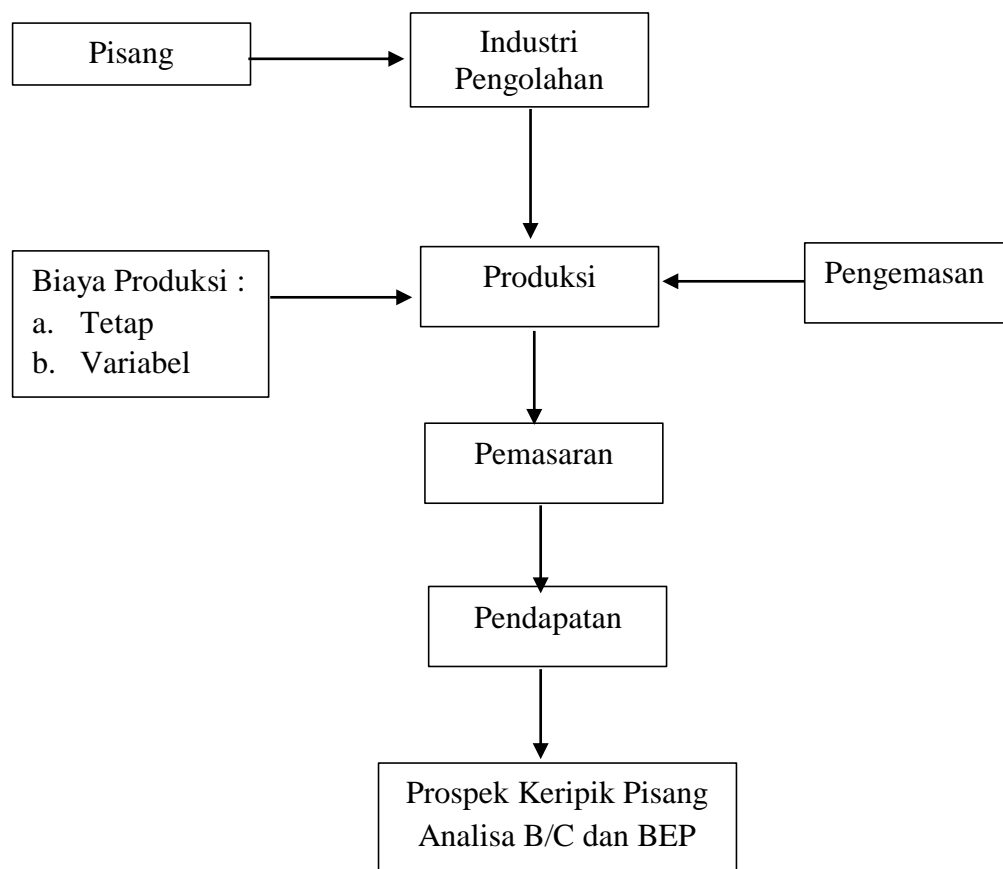 Pisang
Industri
Pengolahan
Biaya Produksi :
a. Tetap
b. Variabel
Produksi
Pengemasan
Pemasaran
Pendapatan
Prospek Keripik Pisang
Analisa B/C dan BEP